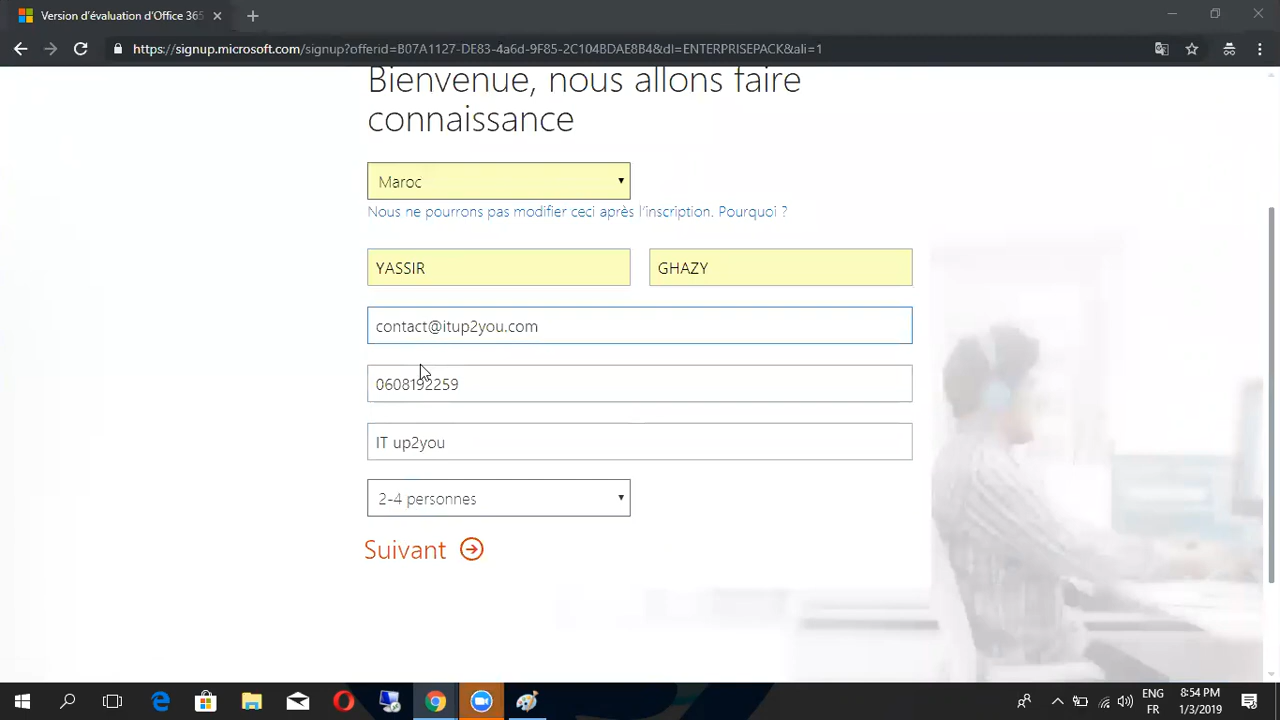 Version d'évaluation d'Office 365
https://signup.microsoft.com/signup?offerid=B07A1127-DE83-4a6d-9F85-2C104BDAE8B4&dl=ENTERPRISEPACK&ali=1
Bienvenue, nous allons faire
connaissance
Maroc
Nous ne pourrons pas modifier ceci après l'inscription. Pourquoi ?
YASSIR GHAZY
contact@itup2you.com
0608192259
IT up2you
2-4 personnes
Suivant
ENG 8:54 PM
FR 1/3/2019